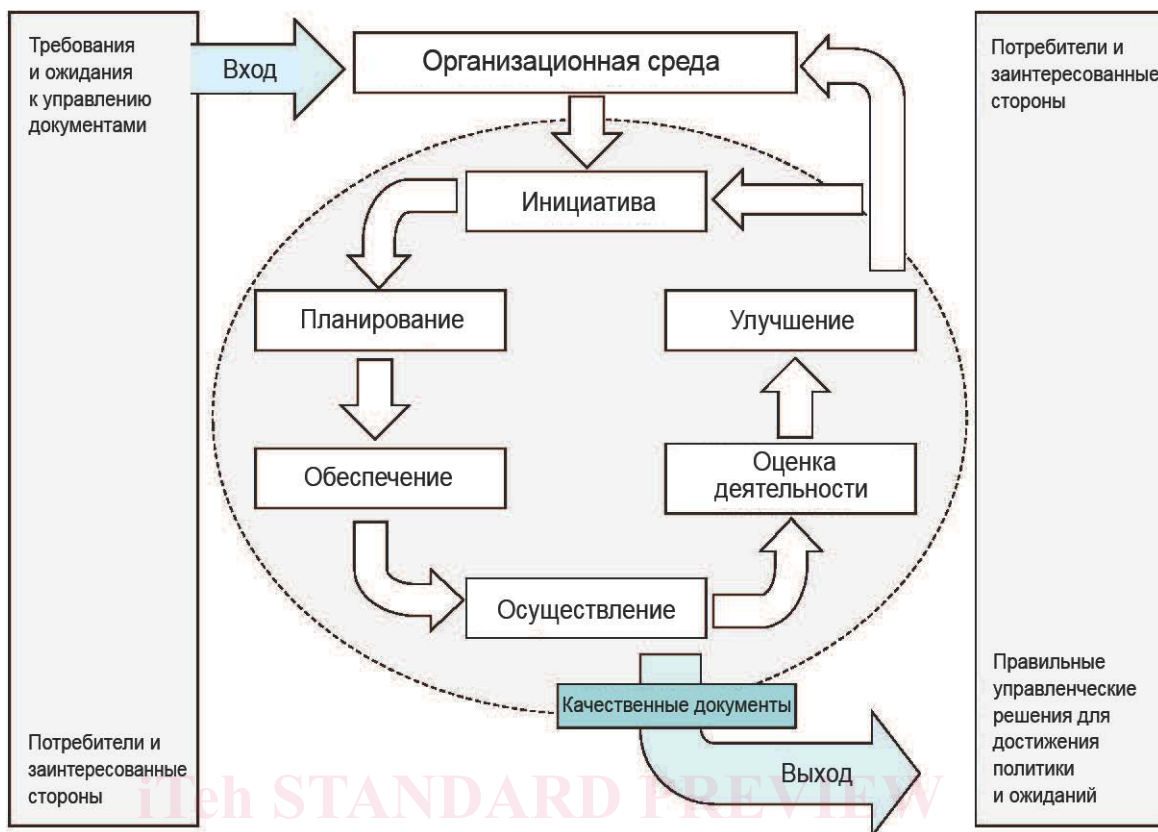 Требования
и ожидания
к управлению
документами
Вход
Организационная среда
Потребители и
заинтересованные
стороны
Инициатива
Планирование
Улучшение
Обеспечение
Оценка
деятельности
Осуществление
Качественные документы
Выход
Потребители и
заинтересованные
стороны
Правильные
управленческие
решения для
достижения
политики
и ожиданий
iTeh STANDARD PREVIEW